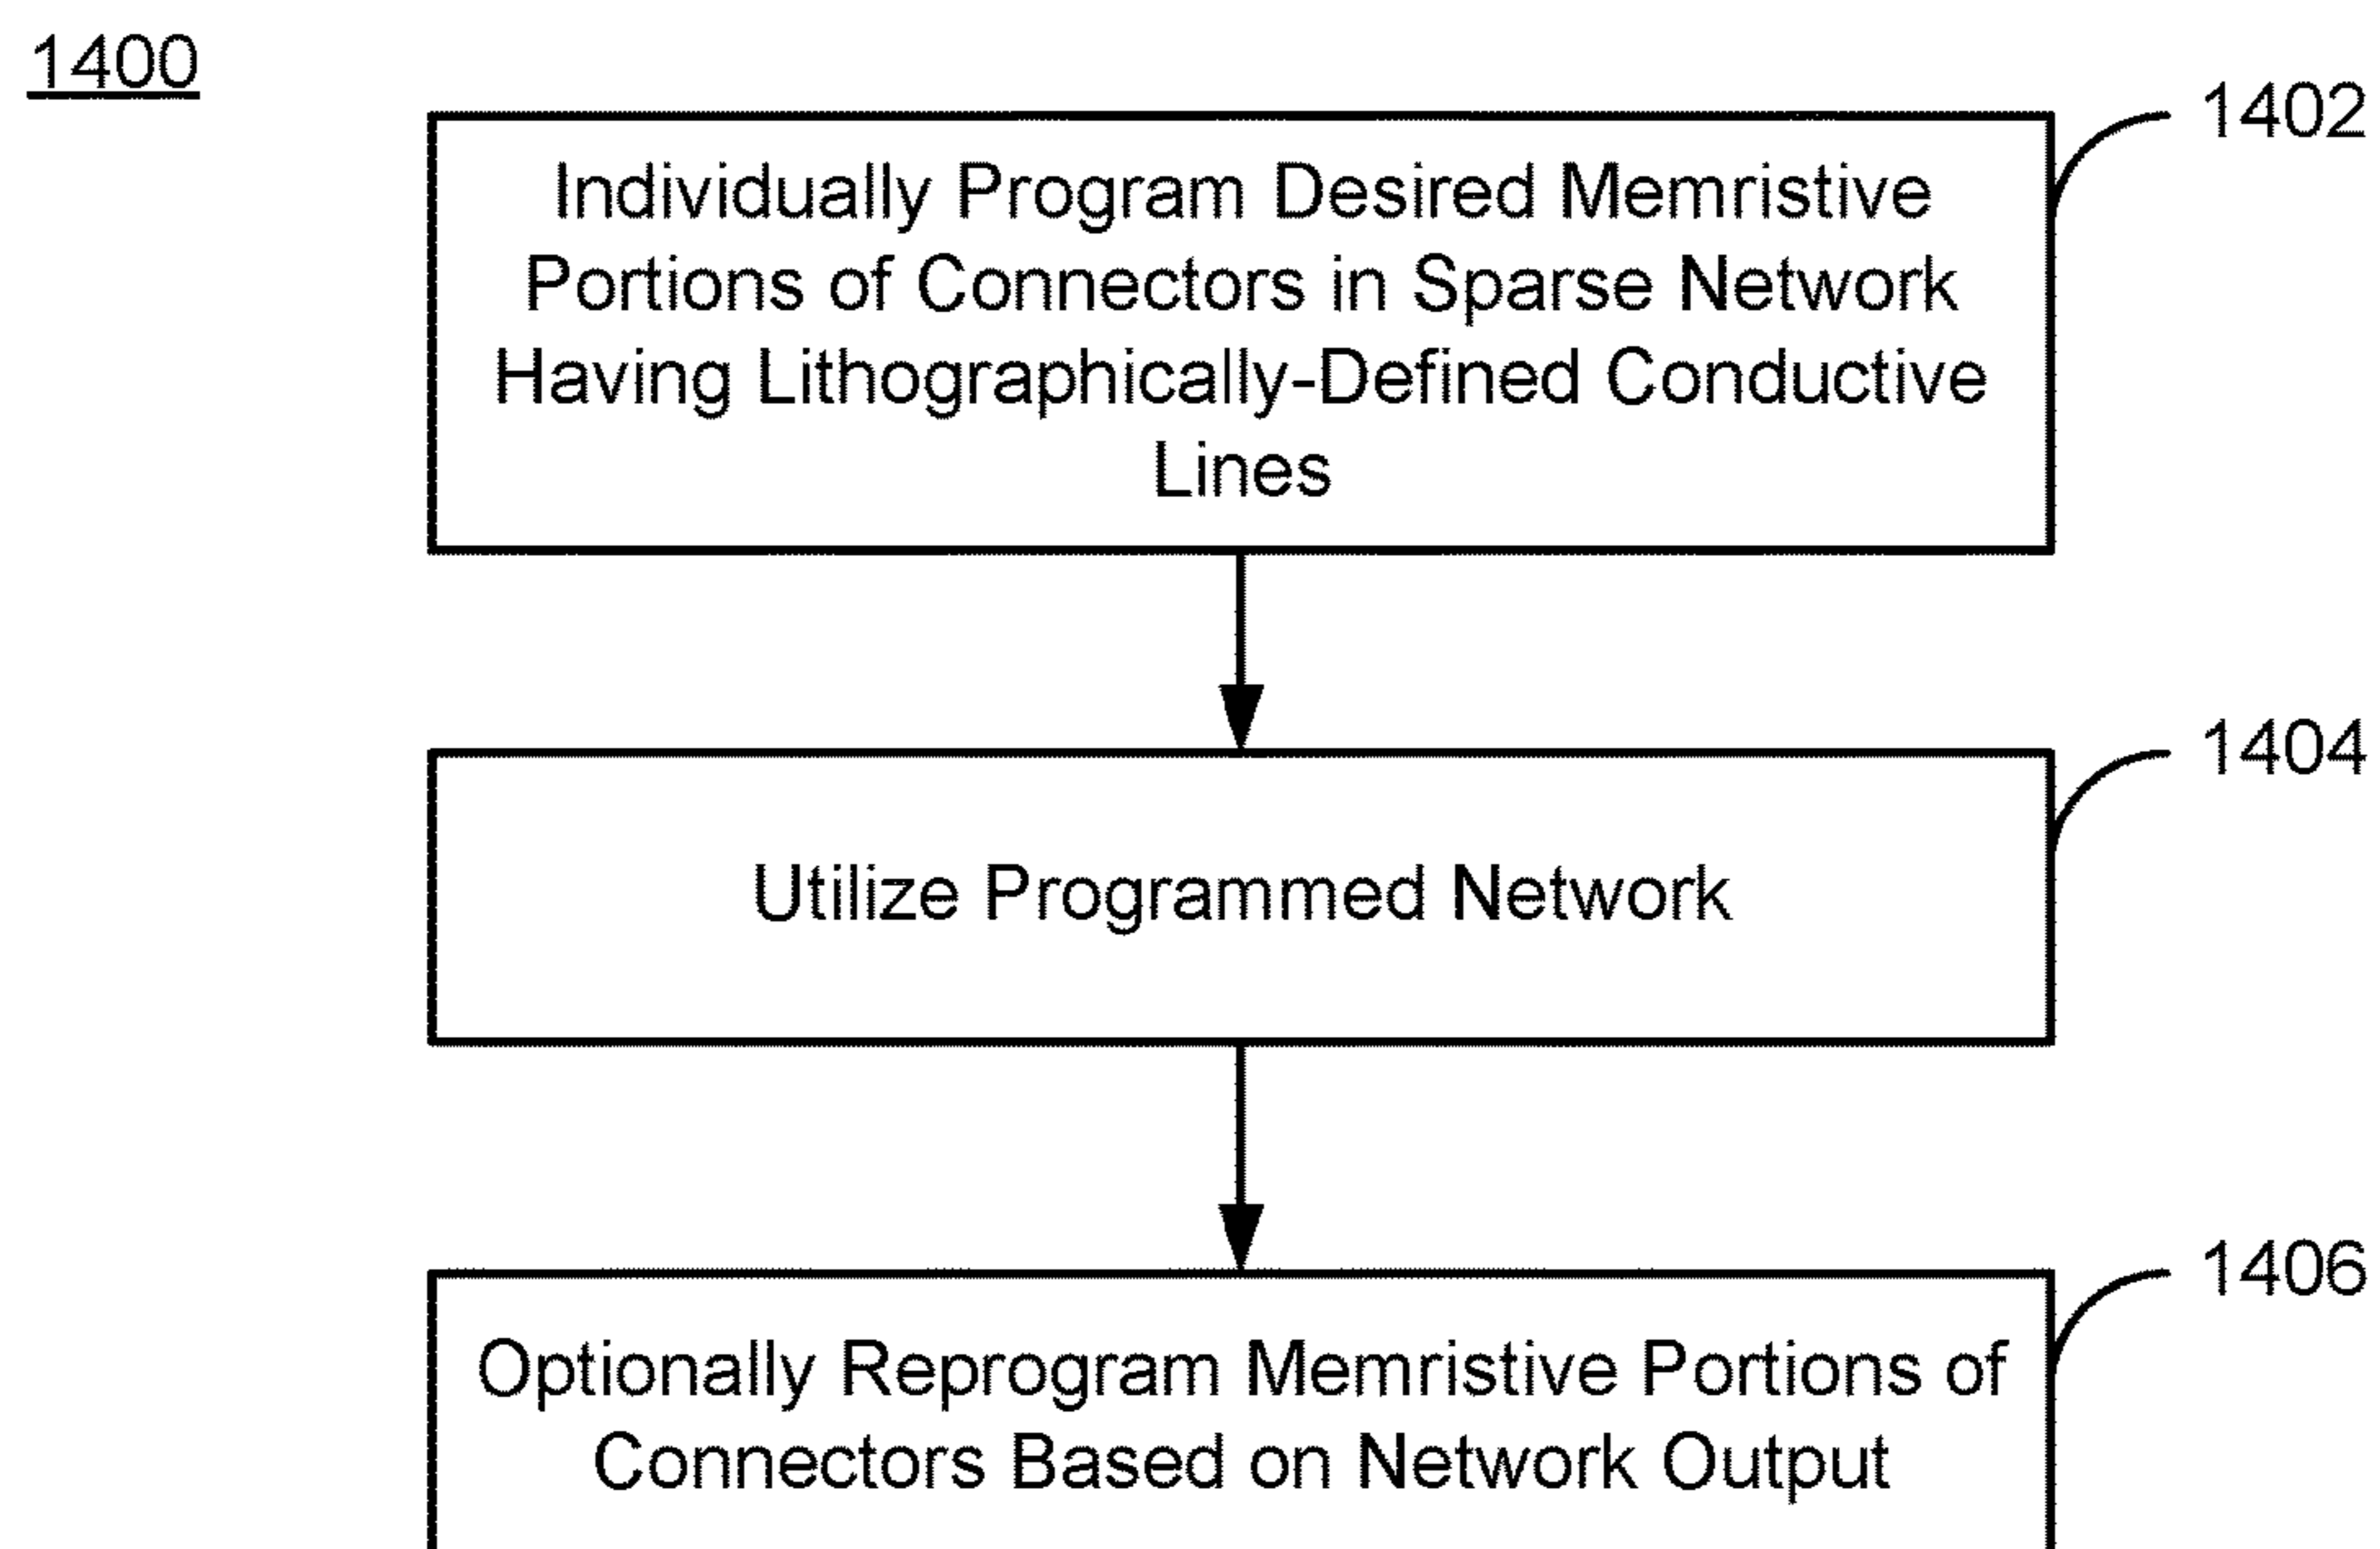 1400
1402
Individually Program Desired Memristive
Portions of Connectors in Sparse Network
Having Lithographically-Defined Conductive
Lines
1404
Utilize Programmed Network
1406
Optionally Reprogram Memristive Portions of
Connectors Based on Network Output